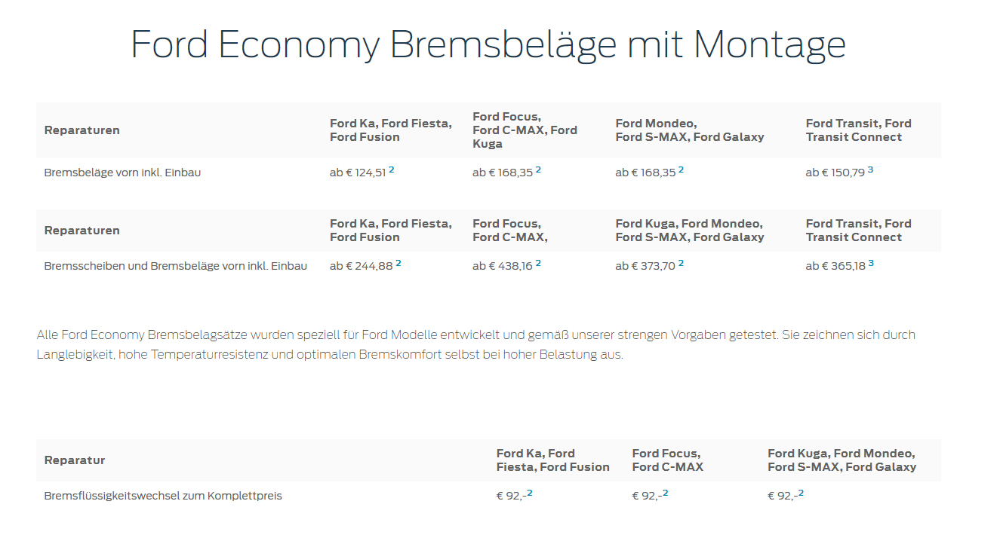 Ford Economy Bremsbeläge mit Montage
Reparaturen
Ford Ka, Ford Fiesta,
Ford Fusion
Ford Focus,
Ford C-MAX, Ford
Kuga
Ford Mondeo,
Ford S-MAX, Ford Galaxy
Ford Transit, Ford
Transit Connect
Bremsbeläge vorn inkl. Einbau
ab € 124,51 2
ab € 168,35 2
ab € 168,35 2
ab € 150,79 3
Reparaturen
Ford Ka, Ford Fiesta,
Ford Fusion
Ford Focus,
Ford C-MAX,
Ford Kuga, Ford Mondeo,
Ford S-MAX, Ford Galaxy
Ford Transit, Ford
Transit Connect
Bremsscheiben und Bremsbeläge vorn inkl. Einbau
ab € 244,88 2
ab € 438,16 2
ab € 373,70 2
ab € 365,18 3
Alle Ford Economy Bremsbelagsätze wurden speziell für Ford Modelle entwickelt und gemäß unserer strengen Vorgaben getestet. Sie zeichnen sich durch
Langlebigkeit, hohe Temperaturresistenz und optimalen Bremskomfort selbst bei hoher Belastung aus.
Reparatur
Ford Ka, Ford
Fiesta, Ford Fusion
Ford Focus,
Ford C-MAX
Ford Kuga, Ford Mondeo,
Ford S-MAX, Ford Galaxy
Bremsflüssigkeitswechsel zum Komplettpreis
€ 92,-2
€ 92,-2
€ 92,-2